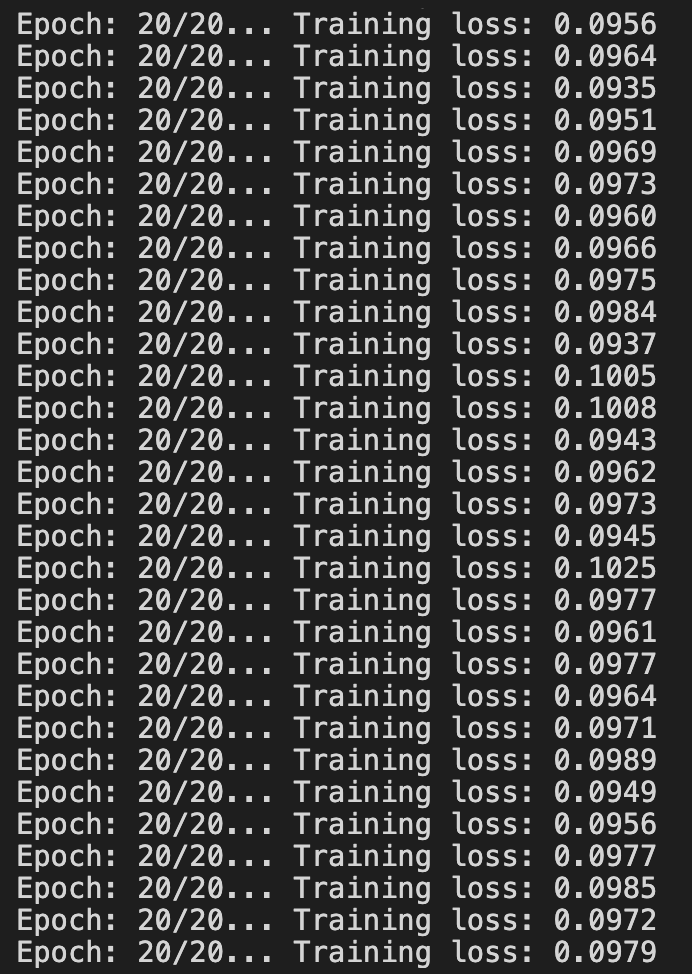 Epoch: 20/20... Training loss: 0.0956
Epoch: 20/20... Training loss: 0.0964
Epoch: 20/20... Training loss: 0.0935
Epoch: 20/20... Training loss: 0.0951
Epoch: 20/20... Training loss: 0.0969
Epoch: 20/20... Training loss: 0.0973
Epoch: 20/20... Training loss: 0.0960
Epoch: 20/20... Training loss: 0.0966
Epoch: 20/20... Training loss: 0.0975
Epoch: 20/20... Training loss: 0.0984
Epoch: 20/20... Training loss: 0.0937
Epoch: 20/20... Training loss: 0.1005
Epoch: 20/20... Training loss: 0.1008
Epoch: 20/20... Training loss: 0.0943
Epoch: 20/20... Training loss: 0.0962
Epoch: 20/20... Training loss: 0.0973
Epoch: 20/20... Training loss: 0.0945
Epoch: 20/20... Training loss: 0.1025
Epoch: 20/20... Training loss: 0.0977
Epoch: 20/20... Training loss: 0.0961
Epoch: 20/20... Training loss: 0.0977
Epoch: 20/20... Training loss: 0.0964
Epoch: 20/20... Training loss: 0.0971
Epoch: 20/20... Training loss: 0.0989
Epoch: 20/20... Training loss: 0.0949
Epoch: 20/20... Training loss: 0.0956
Epoch: 20/20... Training loss: 0.0977
Epoch: 20/20... Training loss: 0.0985
Epoch: 20/20... Training loss: 0.0972
Epoch: 20/20... Training loss: 0.0979